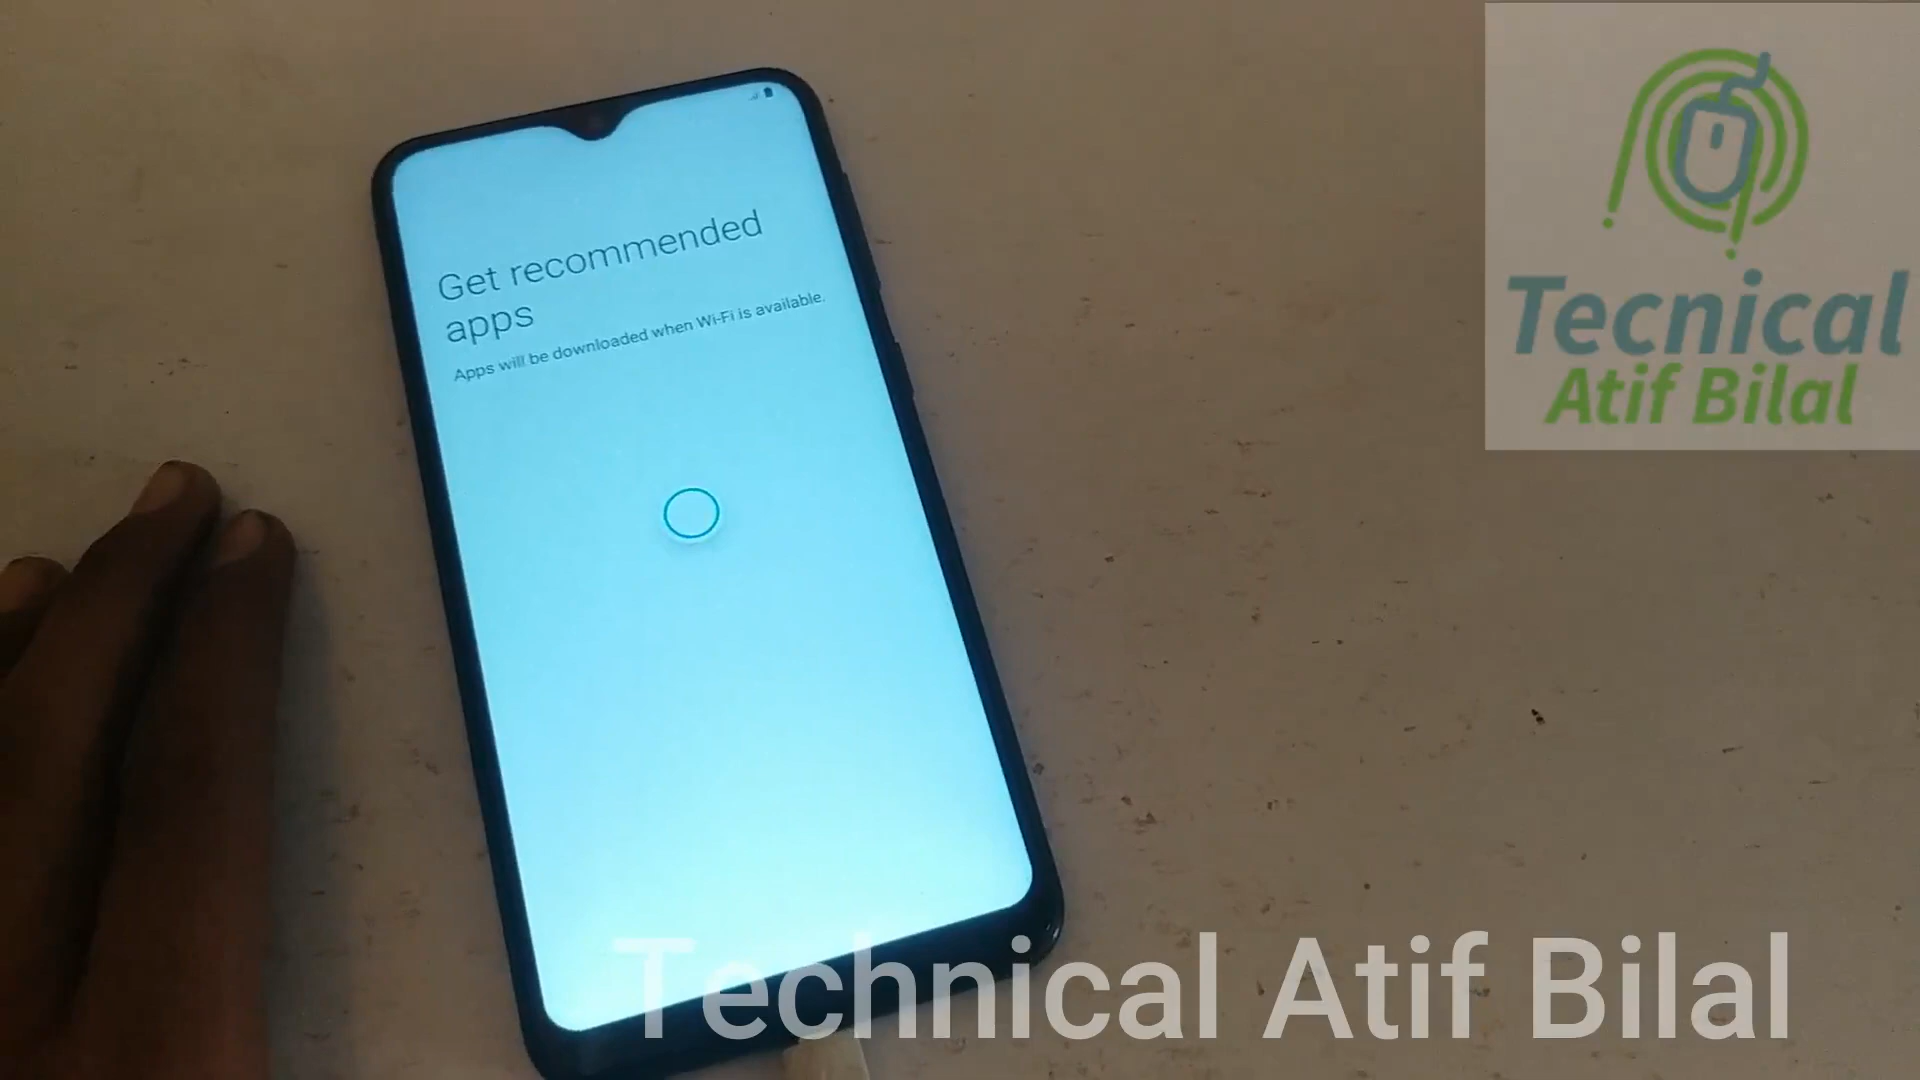 Get recommended
apps
Apps will be downloaded when Wi-Fi is available.
Tecnical
Atif Bilal
Technical Atif Bilal